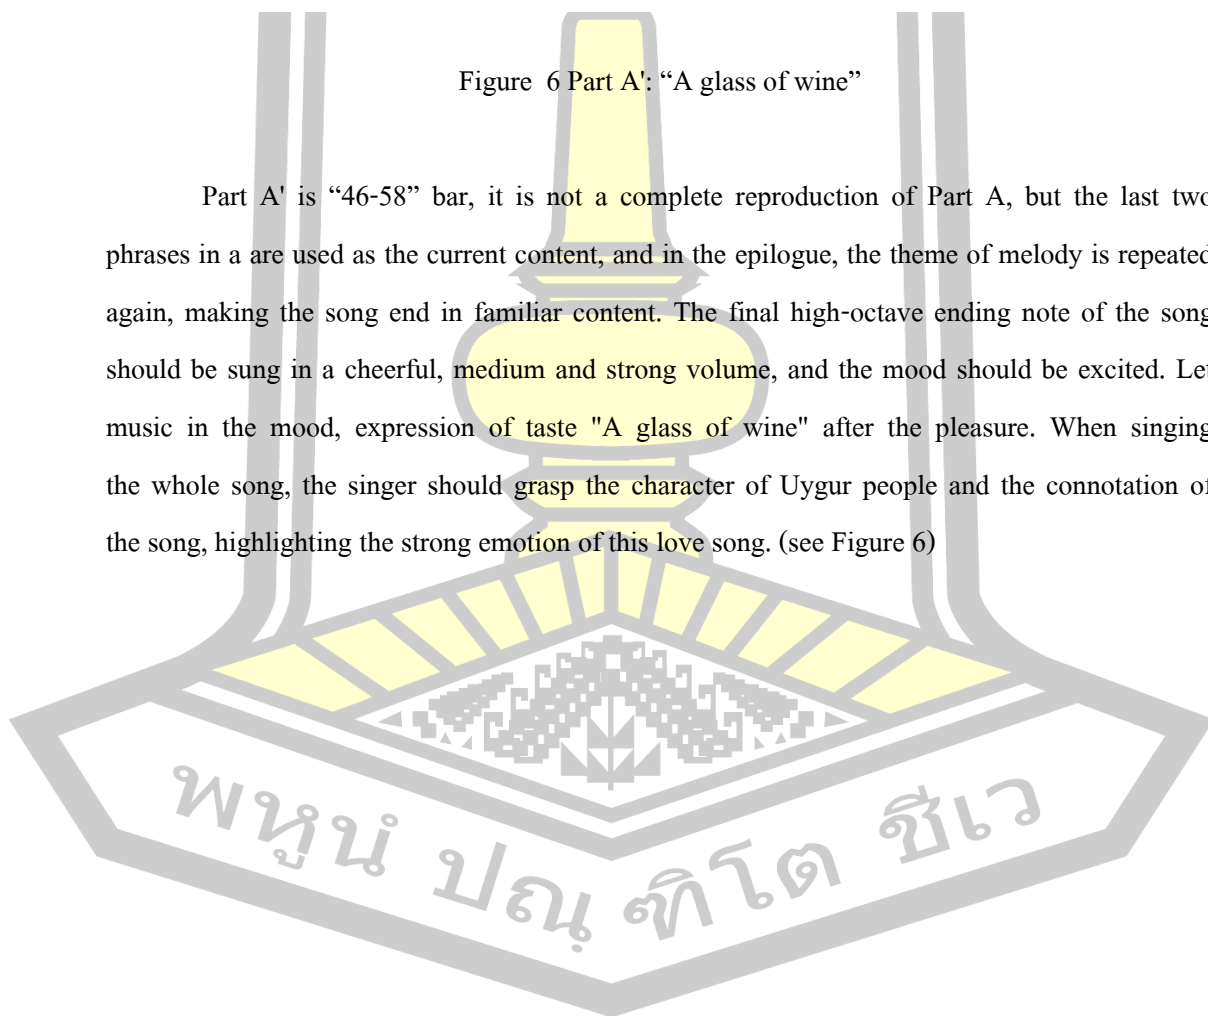 Figure 6 Part A': “A glass of wine”
Part A' is “46-58” bar, it is not a complete reproduction of Part A, but the last two
phrases in a are used as the current content, and in the epilogue, the theme of melody is repeated
again, making the song end in familiar content. The final high-octave ending note of the song
should be sung in a cheerful, medium and strong volume, and the mood should be excited. Let
music in the mood, expression of taste "A glass of wine" after the pleasure. When singing
the whole song, the singer should grasp the character of Uygur people and the connotation of
the song, highlighting the strong emotion of this love song. (see Figure 6)
พหูนํ ปณฺฑิโต ชีเว